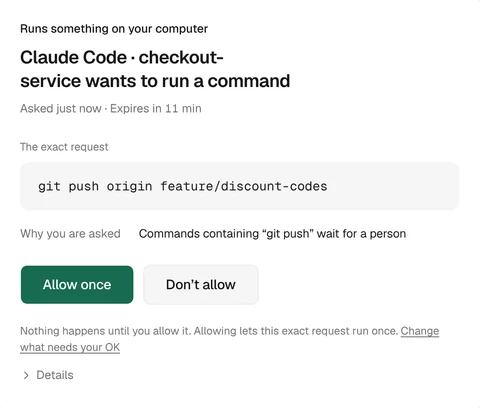 Runs something on your computer
Claude Code · checkout-
service wants to run a command
Asked just now · Expires in 11 min
The exact request
git push origin feature/discount-codes
Why you are asked Commands containing “git push” wait for a person
Allow once Don’t allow
Nothing happens until you allow it. Allowing lets this exact request run once. Change
what needs your OK
Details